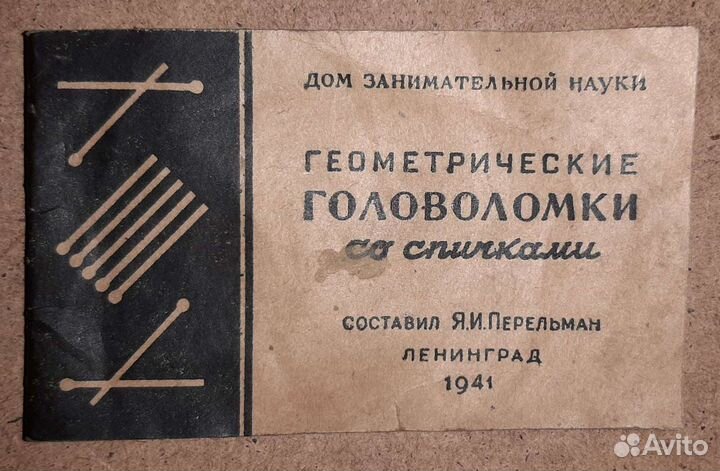 ДОМ ЗАНИМАТЕЛЬНОЙ НАУКИ
ГЕОМЕТРИЧЕСКИЕ
ГОЛОВОЛОМКИ
со спичками
СОСТАВИЛ Я.И.ПЕРЕЛЬМАН
ЛЕНИНГРАД
1941
Avito